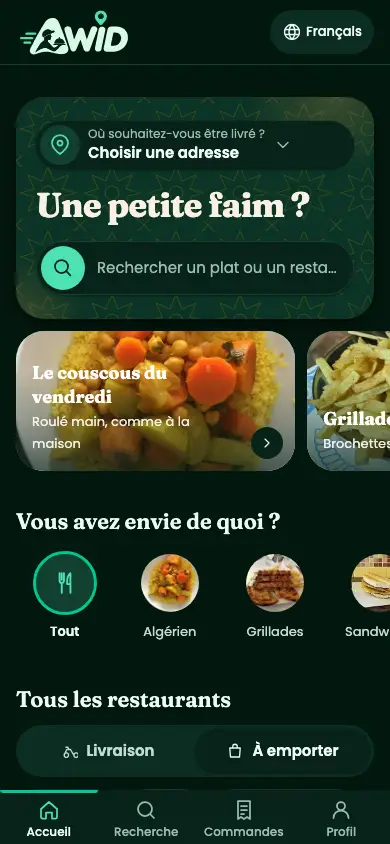 AWID
Français
Où souhaitez-vous être livré ?
Choisir une adresse
Une petite faim ?
Rechercher un plat ou un resta...
Le couscous du
vendredi
Roulé main, comme à la
maison
Grillade
Brochettes
Vous avez envie de quoi ?
Tout
Algérien
Grillades
Sandw
Tous les restaurants
Livraison
À emporter
Accueil
Recherche
Commandes
Profil